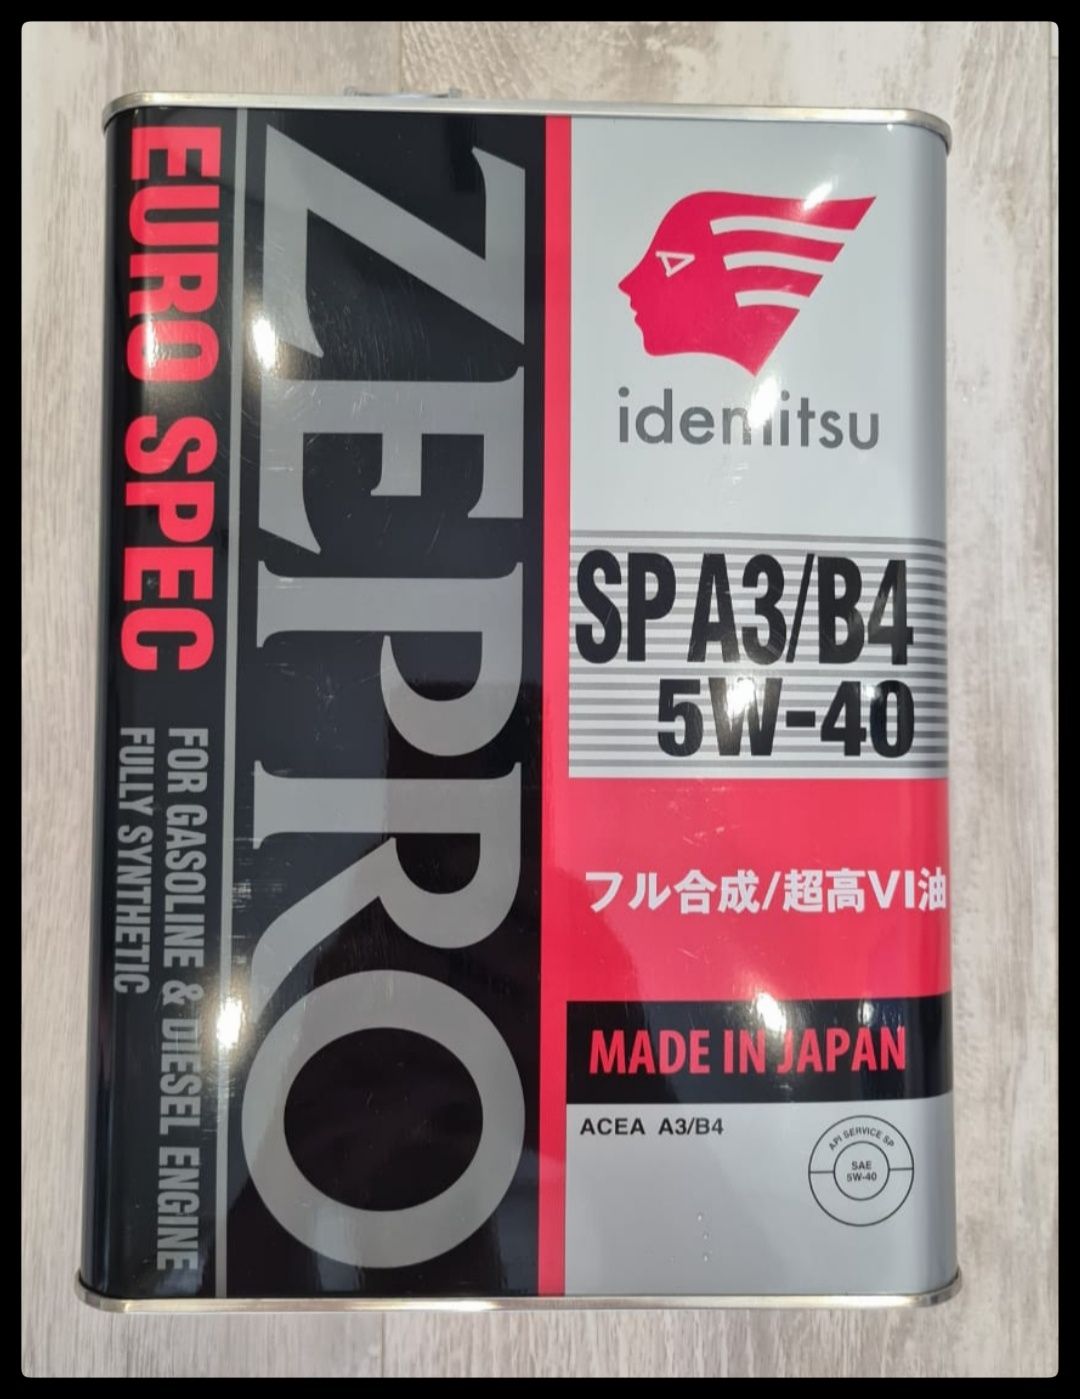 EURO SPEC
FOR GASOLINE & DIESEL ENGINE
FULLY SYNTHETIC
ZEPRO
idemitsu
SP A3/B4
5W-40
フル合成/超高VI油
MADE IN JAPAN
ACEA A3/B4
API SERVICE SP
SAE
5W-40